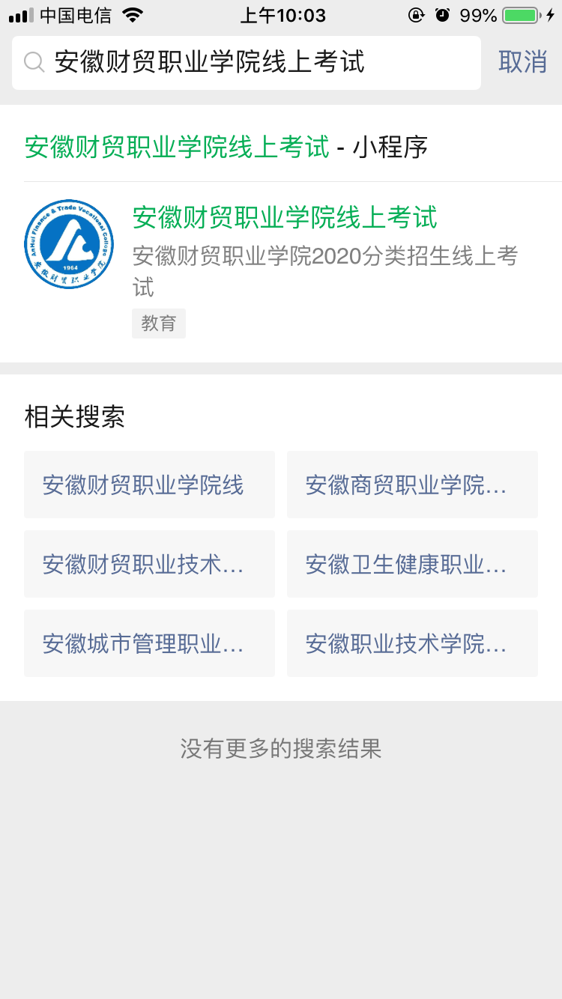 中国电信 上午10:03 99%
安徽财贸职业学院线上考试 取消
安徽财贸职业学院线上考试 - 小程序
AnHui Finance & Trade Vocational College
1964
安徽财贸职业学院
安徽财贸职业学院线上考试
安徽财贸职业学院2020分类招生线上考
试
教育
相关搜索
安徽财贸职业学院线 安徽商贸职业学院...
安徽财贸职业技术... 安徽卫生健康职业...
安徽城市管理职业... 安徽职业技术学院...
没有更多的搜索结果